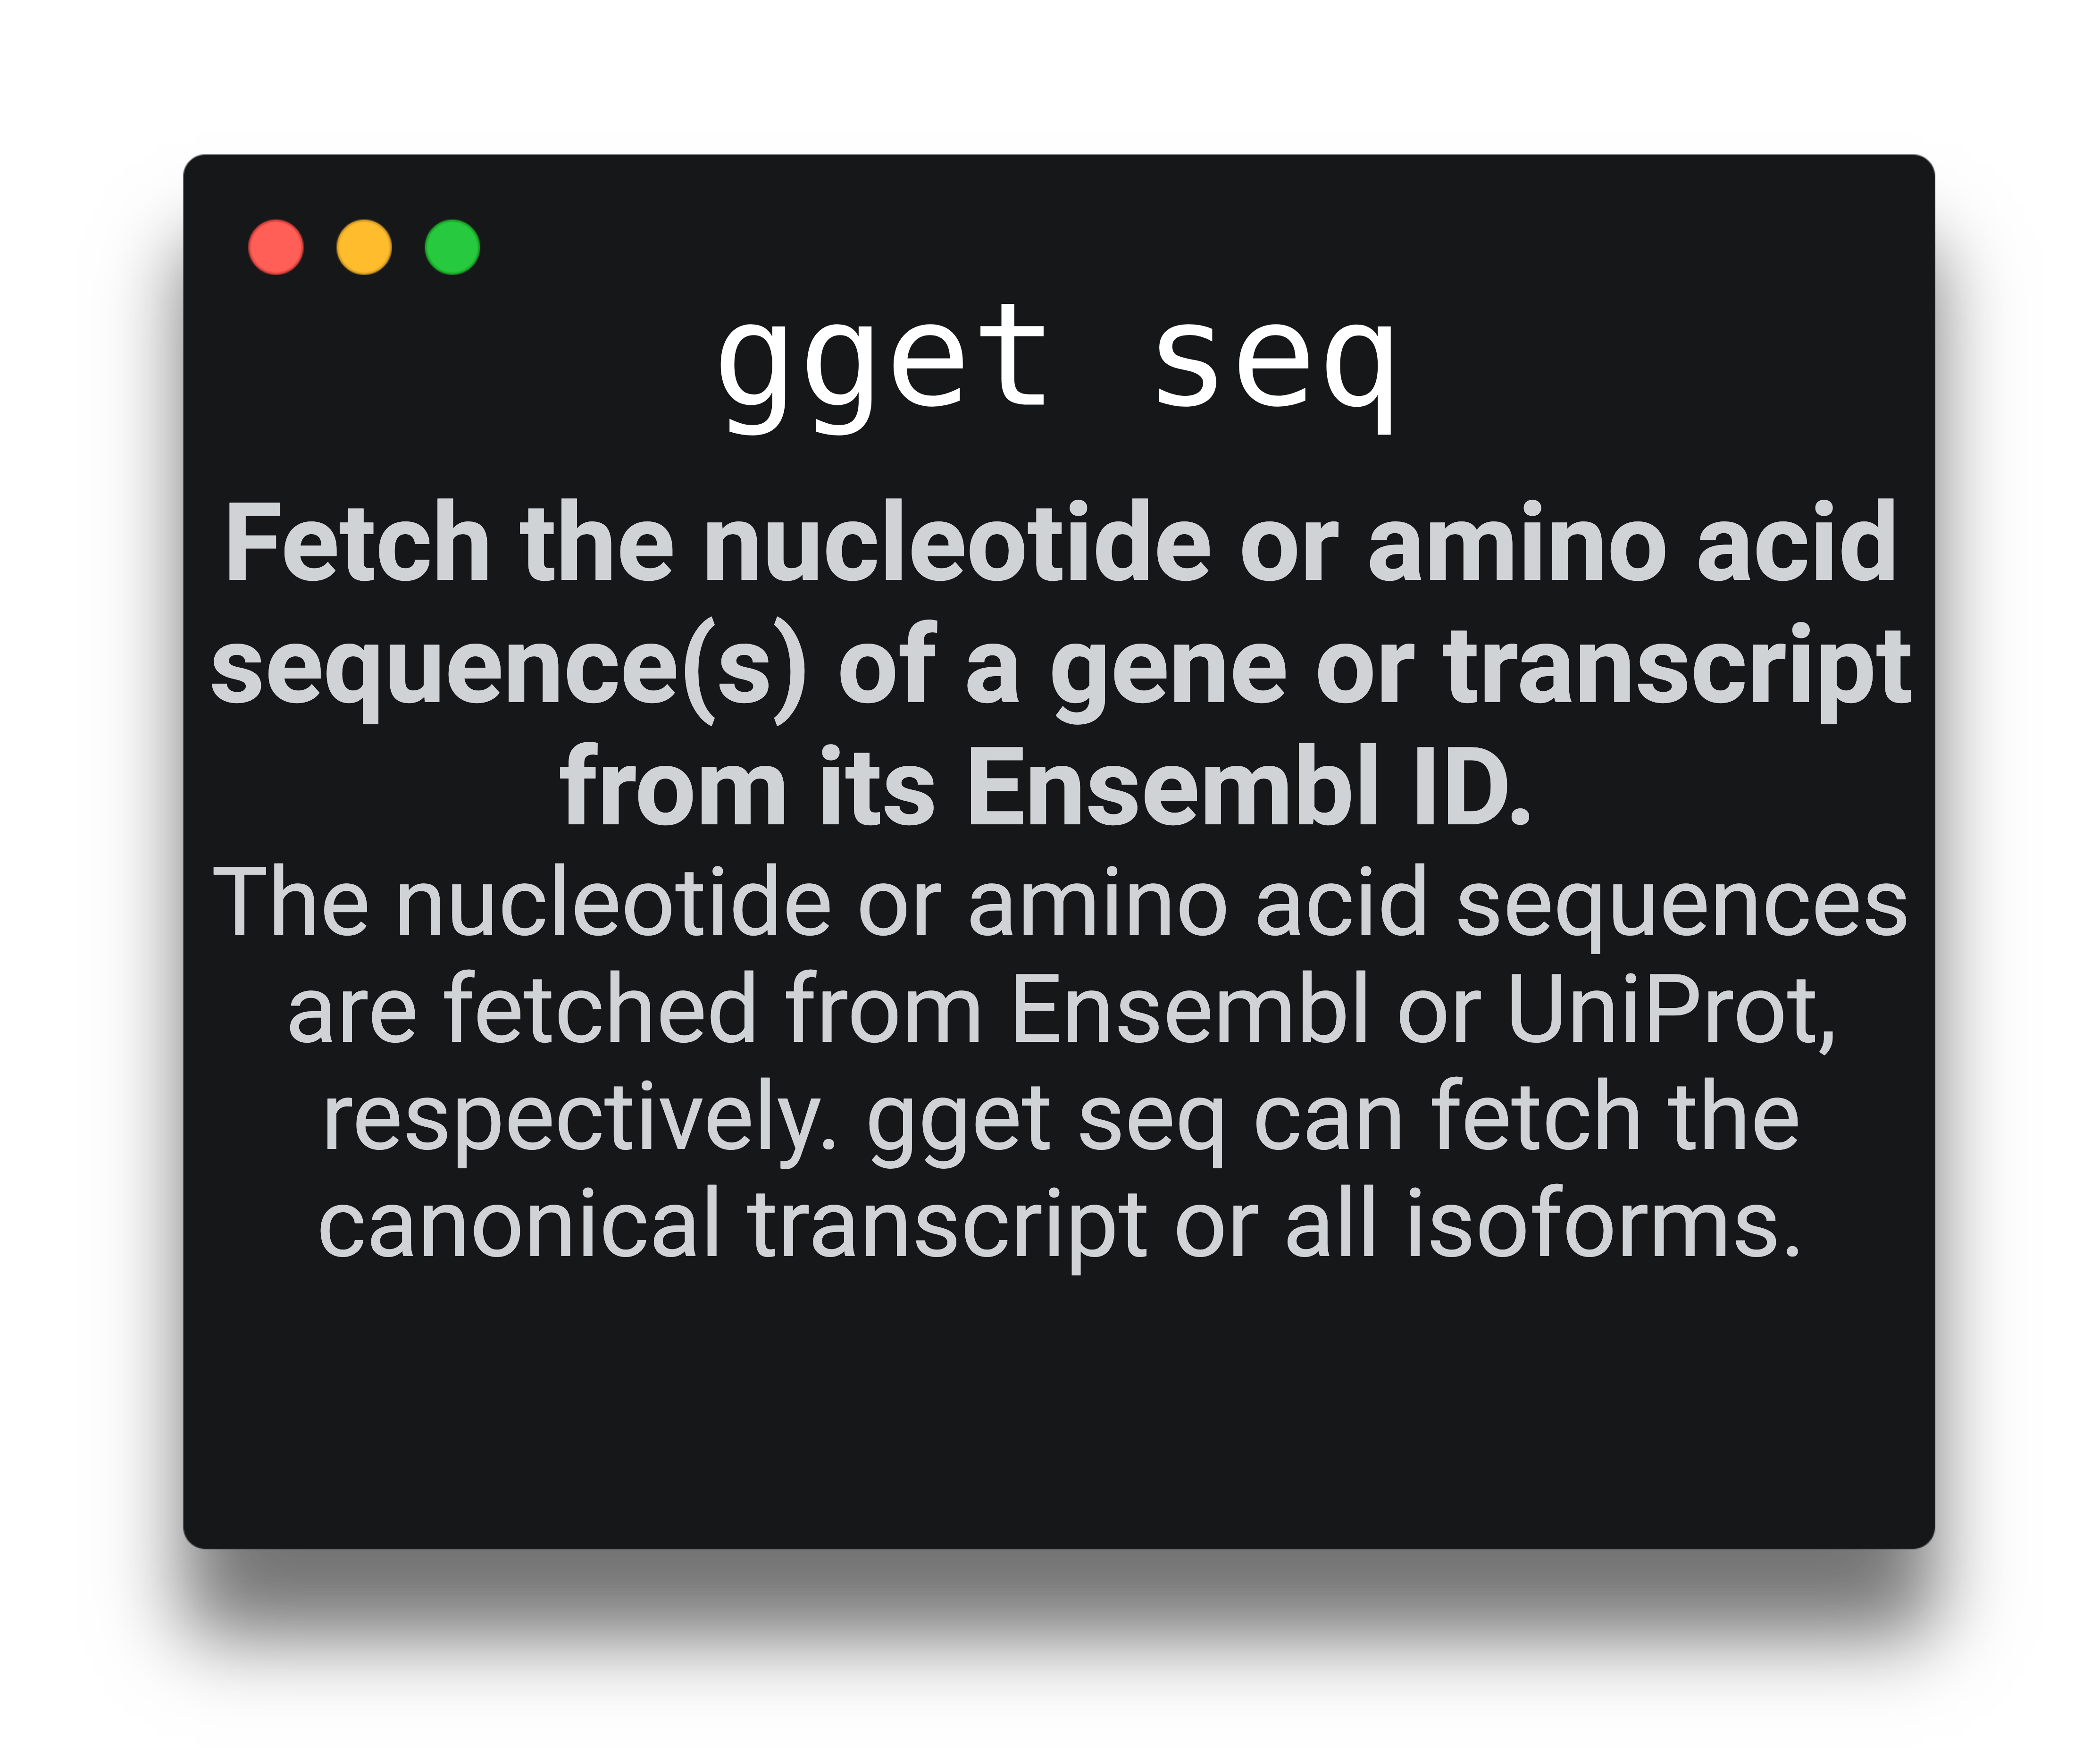 gget seq
Fetch the nucleotide or amino acid
sequence(s) of a gene or transcript
from its Ensembl ID.
The nucleotide or amino acid sequences
are fetched from Ensembl or UniProt,
respectively. gget seq can fetch the
canonical transcript or all isoforms.